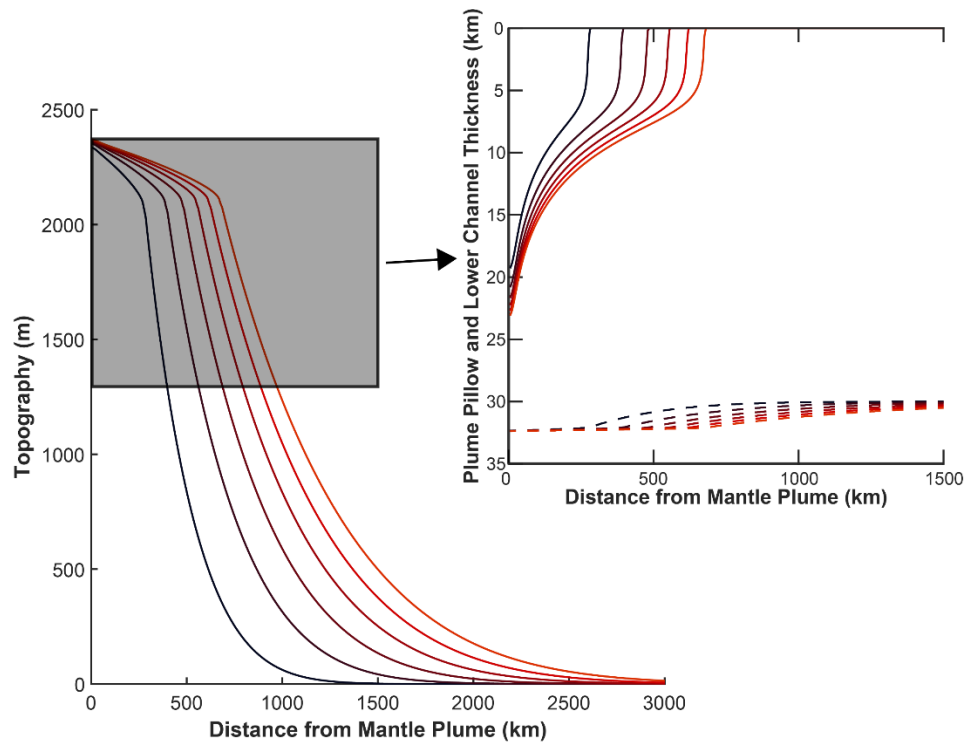 2500
2000
1500
1000
500
0
Topography (m)
0 500 1000 1500 2000 2500 3000
Distance from Mantle Plume (km)
0
5
10
15
20
25
30
35
Plume Pillow and Lower Channel Thickness (km)
0 500 1000 1500
Distance from Mantle Plume (km)